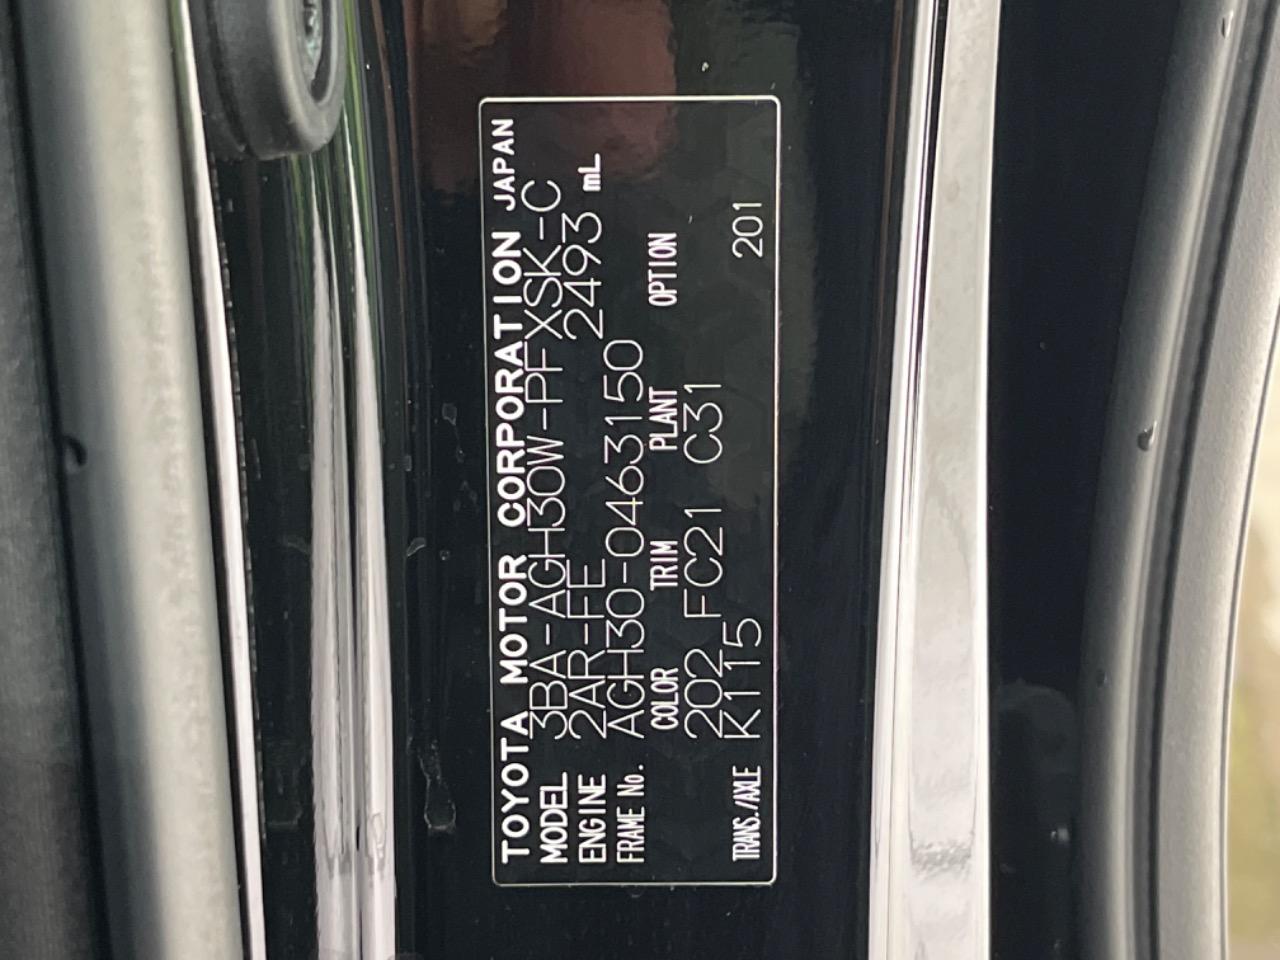 TOYOTA MOTOR CORPORATION JAPAN
MODEL 3BA-AGH30W-PFXSK-C
ENGINE 2AR-FE 2493 mL
FRAME No. AGH30-0463150
COLOR TRIM PLANT OPTION
202 FC21 C31
TRANS./AXLE K115 201